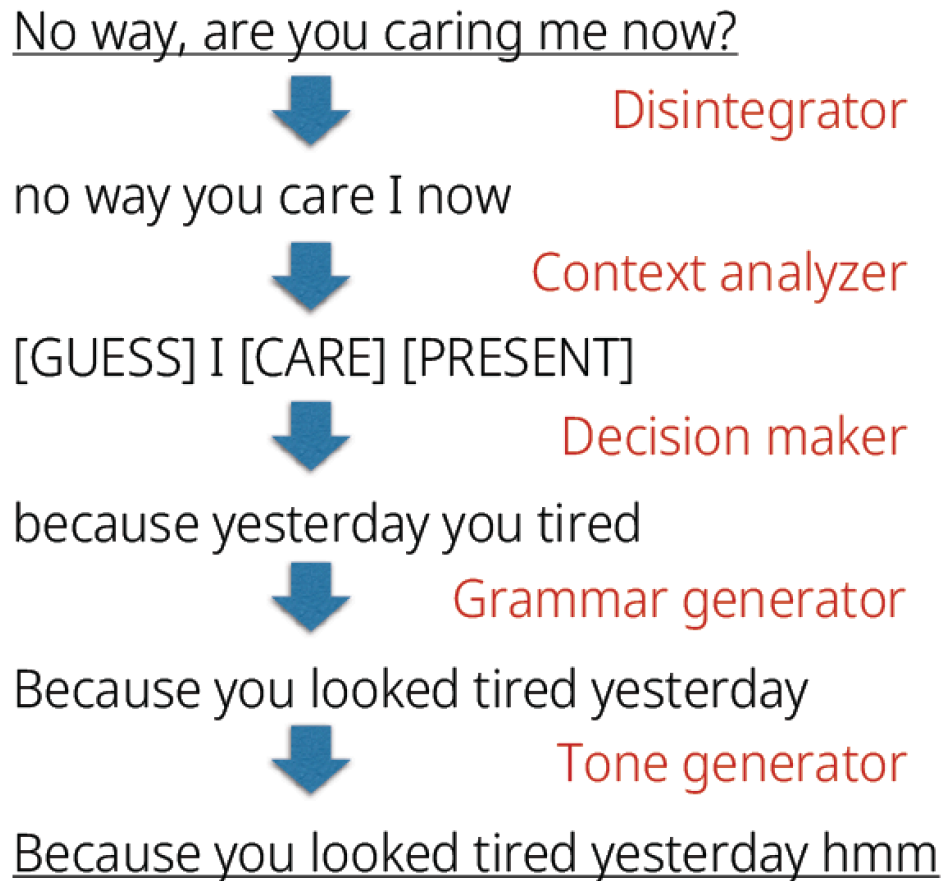 No way, are you caring me now?
Disintegrator
no way you care I now
Context analyzer
[GUESS] I [CARE] [PRESENT]
Decision maker
because yesterday you tired
Grammar generator
Because you looked tired yesterday
Tone generator
Because you looked tired yesterday hmm